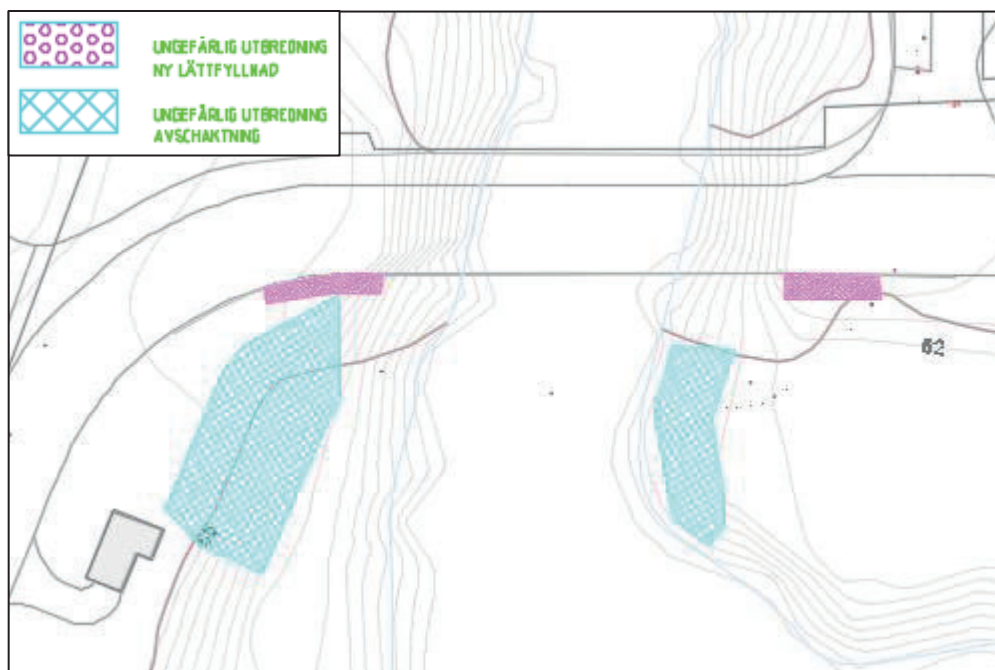 UNGEFÄRLIG UTBREDNING
NY LÄTTFYLLNAD
UNGEFÄRLIG UTBREDNING
AVSCHAKTNING
62